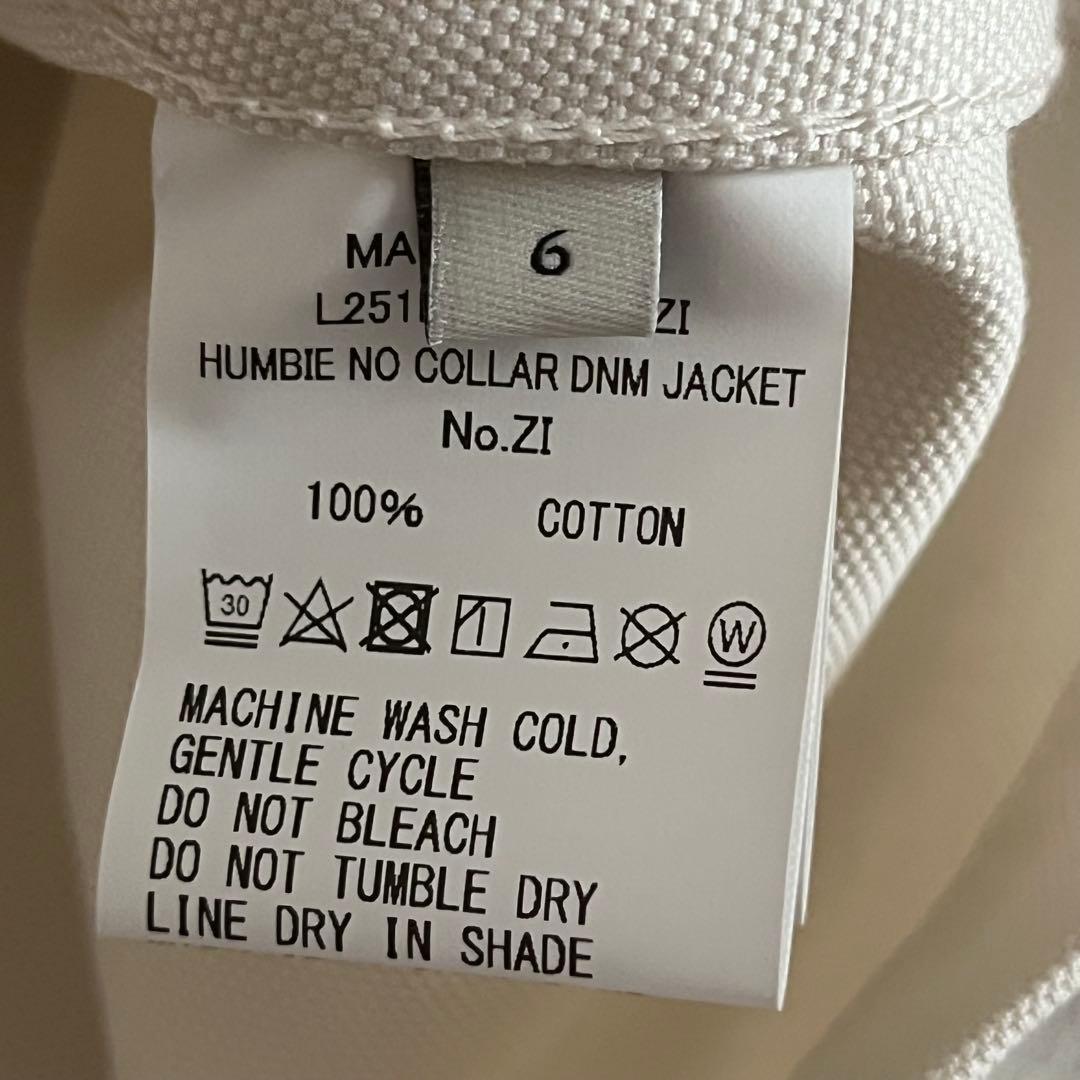 6
MA
L251 ZI
HUMBIE NO COLLAR DNM JACKET
No.ZI
100% COTTON
30 W
MACHINE WASH COLD,
GENTLE CYCLE
DO NOT BLEACH
DO NOT TUMBLE DRY
LINE DRY IN SHADE